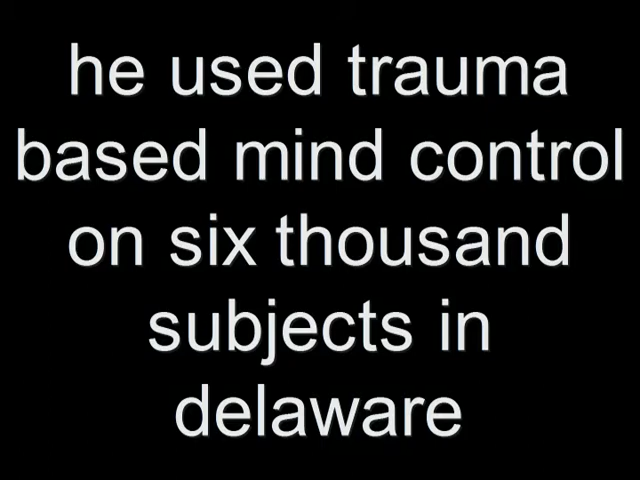 he used trauma
based mind control
on six thousand
subjects in
delaware